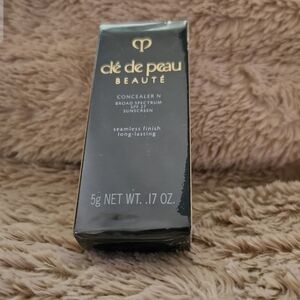 clé de peau
BEAUTÉ
CONCEALER N
BROAD SPECTRUM
SPF 27
SUNSCREEN
seamless finish
long-lasting
5g NET WT. .17 OZ.